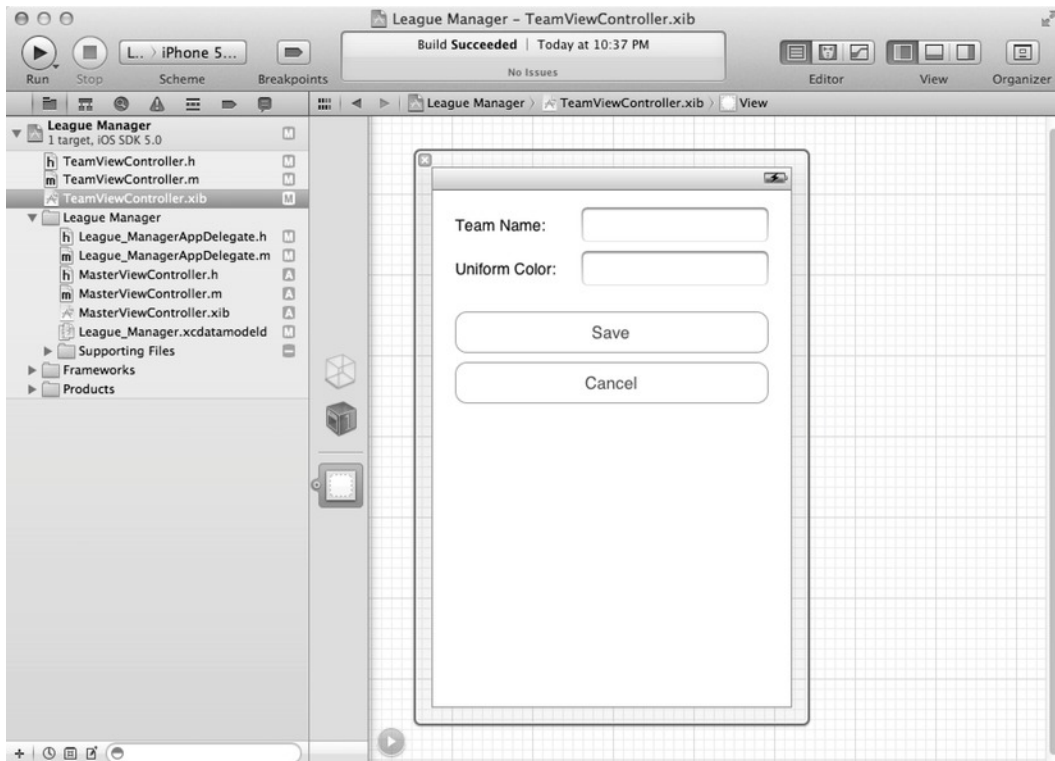 League Manager – TeamViewController.xib
Run
Stop
L.. › iPhone 5...
Scheme
Breakpoints
Build Succeeded | Today at 10:37 PM
No Issues
Editor
View
Organizer
League Manager › TeamViewController.xib › View
League Manager M
1 target, iOS SDK 5.0
h TeamViewController.h M
m TeamViewController.m M
TeamViewController.xib M
League Manager
h League_ManagerAppDelegate.h M
m League_ManagerAppDelegate.m M
h MasterViewController.h A
m MasterViewController.m A
MasterViewController.xib A
League_Manager.xcdatamodeld M
Supporting Files
Frameworks
Products
Team Name:
Uniform Color:
Save
Cancel